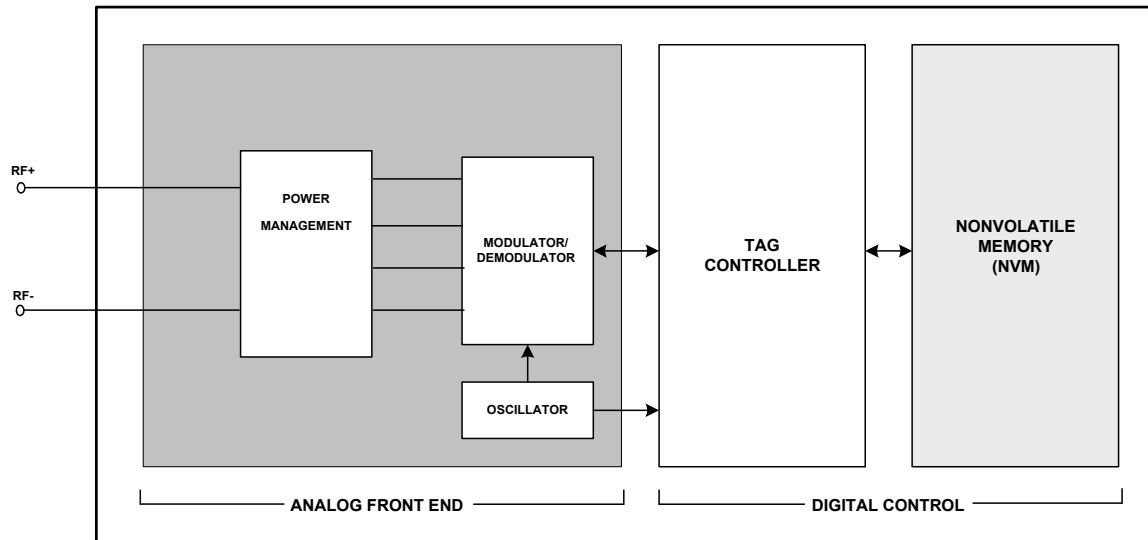 RF+
RF-
POWER
MANAGEMENT
MODULATOR/
DEMODULATOR
OSCILLATOR
TAG
CONTROLLER
NONVOLATILE
MEMORY
(NVM)
ANALOG FRONT END
DIGITAL CONTROL